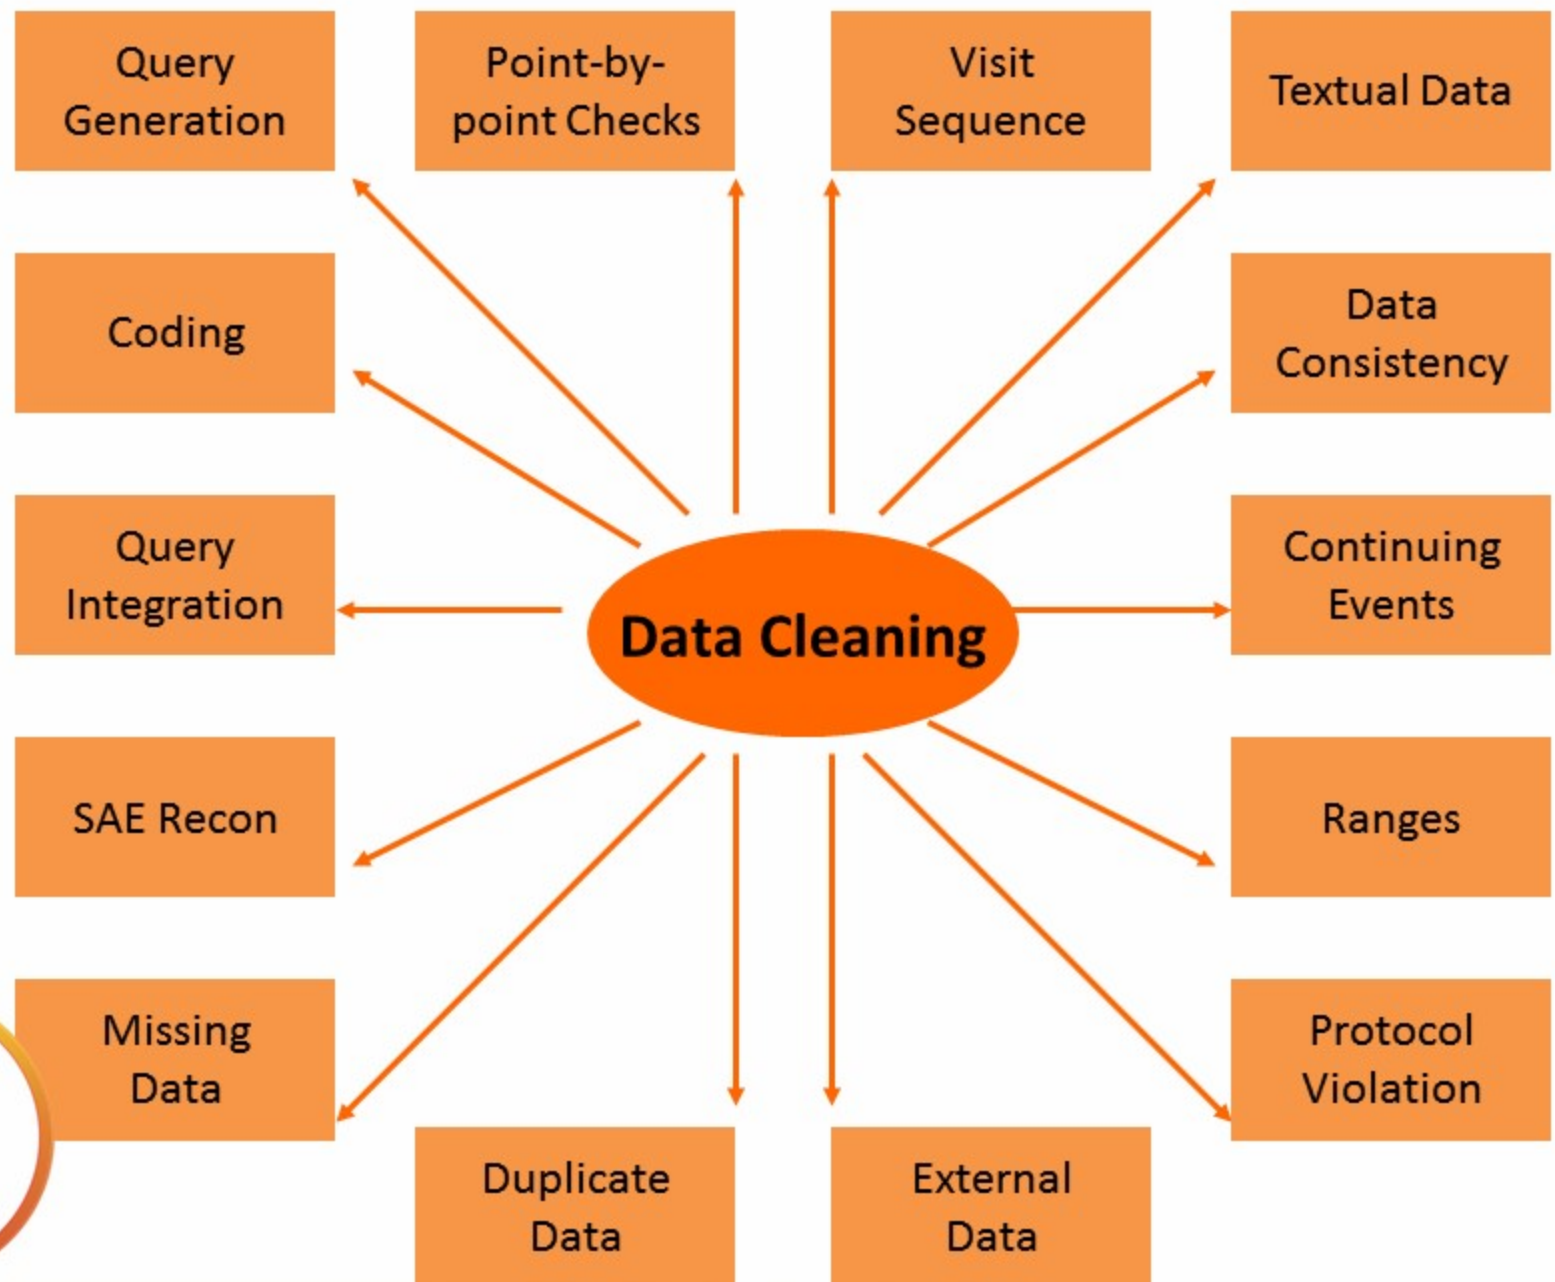 Query
Generation
Point-by-
point Checks
Visit
Sequence
Textual Data
Coding
Data
Consistency
Query
Integration
Continuing
Events
Data Cleaning
SAE Recon
Ranges
Missing
Data
Protocol
Violation
Duplicate
Data
External
Data